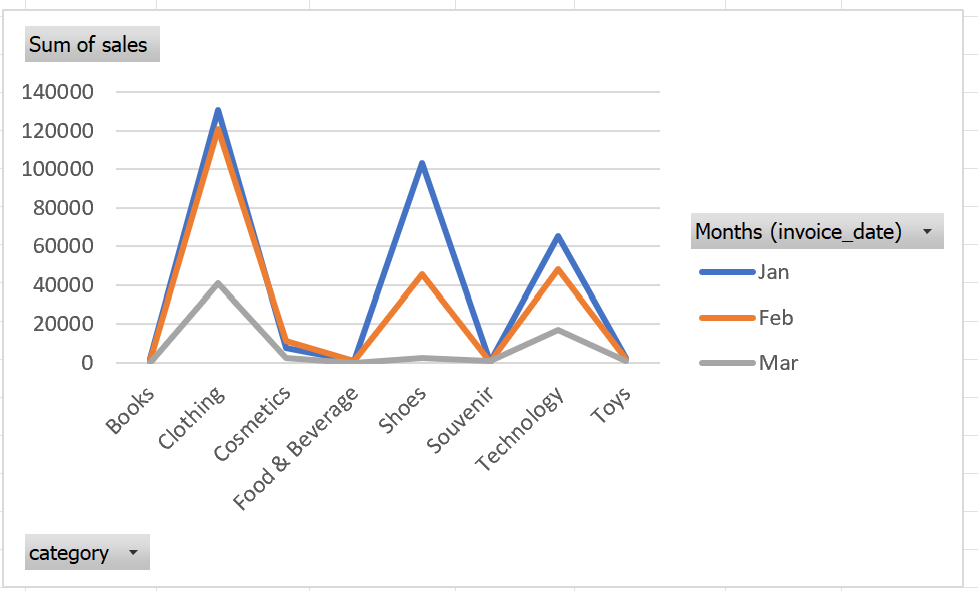 Sum of sales
140000
120000
100000
80000
60000
40000
20000
0
Books
Clothing
Cosmetics
Food & Beverage
Shoes
Souvenir
Technology
Toys
Months (invoice_date)
Jan
Feb
Mar
category